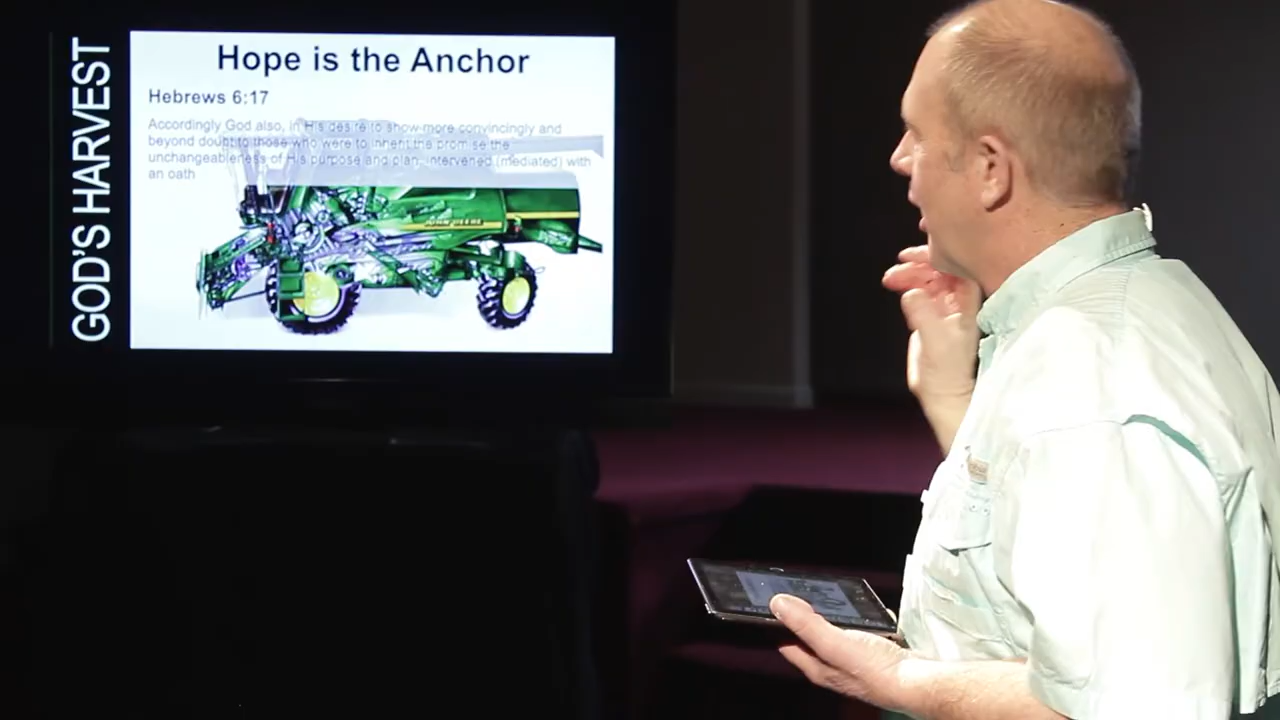 GOD'S HARVEST
Hope is the Anchor
Hebrews 6:17
Accordingly God also, in His desire to show more convincingly and
beyond doubt to those who were to inherit the promise the
unchangeableness of His purpose and plan, intervened (mediated) with
an oath
JOHN DEERE